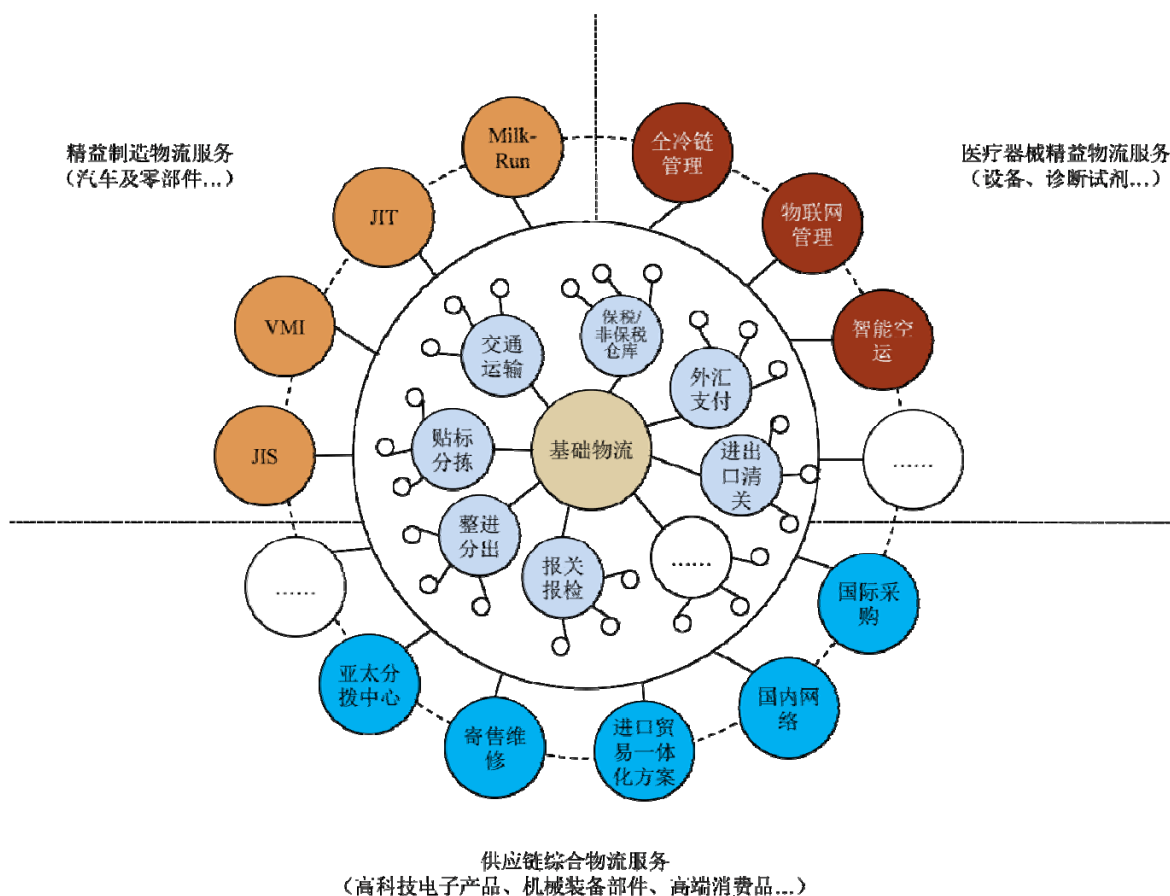 精益制造物流服务
（汽车及零部件...）
医疗器械精益物流服务
（设备、诊断试剂...）
Milk-
Run
JIT
VMI
JIS
......
全冷链
管理
物联网
管理
智能空
运
......
交通
运输
保税/
非保税
仓库
外汇
支付
贴标
分拣
基础物流
进出
口清
关
整进
分出
报关
报检
......
国际采
购
国内网
络
进口贸
易一体
化方案
寄售维
修
亚太分
拨中心
供应链综合物流服务
（高科技电子产品、机械装备部件、高端消费品...）